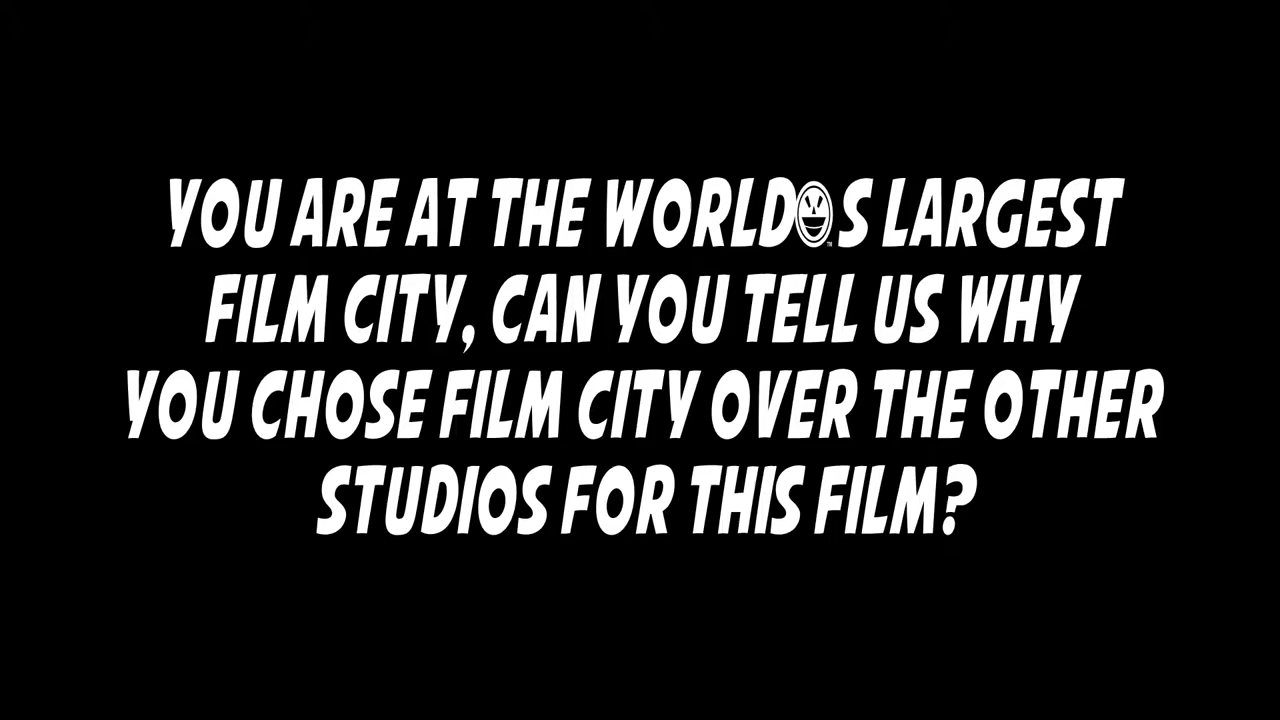 YOU ARE AT THE WORLD S LARGEST
FILM CITY, CAN YOU TELL US WHY
YOU CHOSE FILM CITY OVER THE OTHER
STUDIOS FOR THIS FILM?